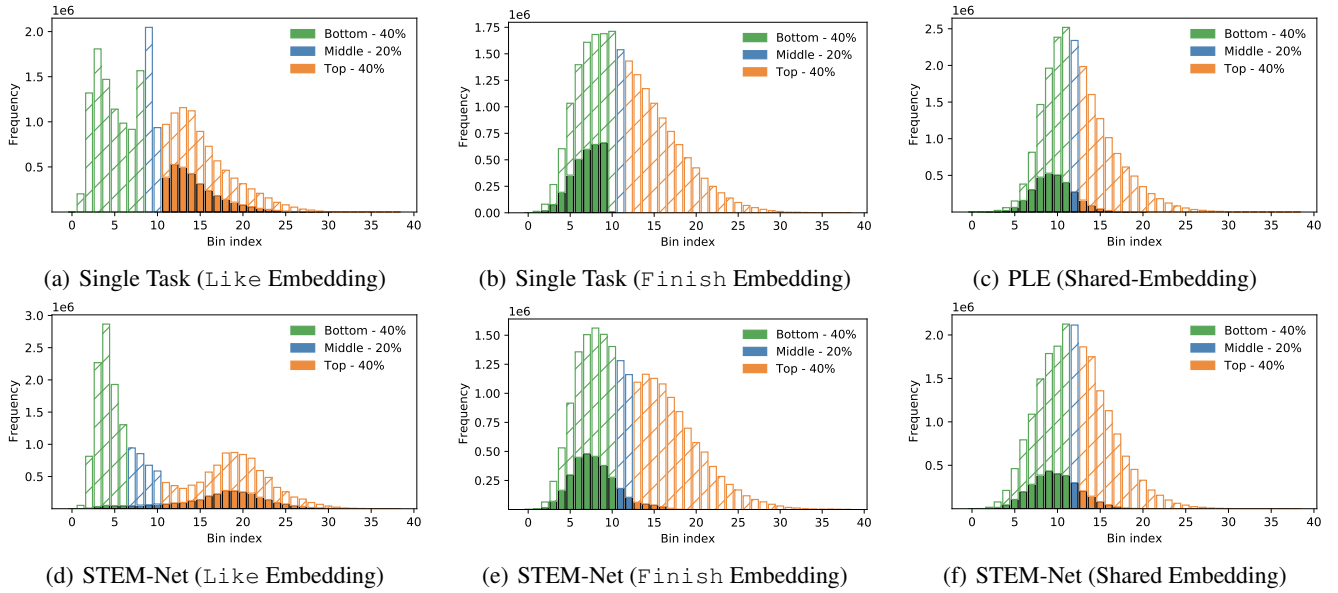 1e6
2.0
1.5
1.0
0.5
Frequency
Bottom - 40%
Middle - 20%
Top - 40%
0 5 10 15 20 25 30 35 40
Bin index
(a) Single Task (Like Embedding)
1e6
1.75
1.50
1.25
1.00
0.75
0.50
0.25
0.00
Frequency
Bottom - 40%
Middle - 20%
Top - 40%
0 5 10 15 20 25 30 35 40
Bin index
(b) Single Task (Finish Embedding)
1e6
2.5
2.0
1.5
1.0
0.5
Frequency
Bottom - 40%
Middle - 20%
Top - 40%
0 5 10 15 20 25 30 35 40
Bin index
(c) PLE (Shared-Embedding)
1e6
3.0
2.5
2.0
1.5
1.0
0.5
Frequency
Bottom - 40%
Middle - 20%
Top - 40%
0 5 10 15 20 25 30 35 40
Bin index
(d) STEM-Net (Like Embedding)
1e6
1.50
1.25
1.00
0.75
0.50
0.25
Frequency
Bottom - 40%
Middle - 20%
Top - 40%
0 5 10 15 20 25 30 35 40
Bin index
(e) STEM-Net (Finish Embedding)
1e6
2.0
1.5
1.0
0.5
Frequency
Bottom - 40%
Middle - 20%
Top - 40%
0 5 10 15 20 25 30 35 40
Bin index
(f) STEM-Net (Shared Embedding)